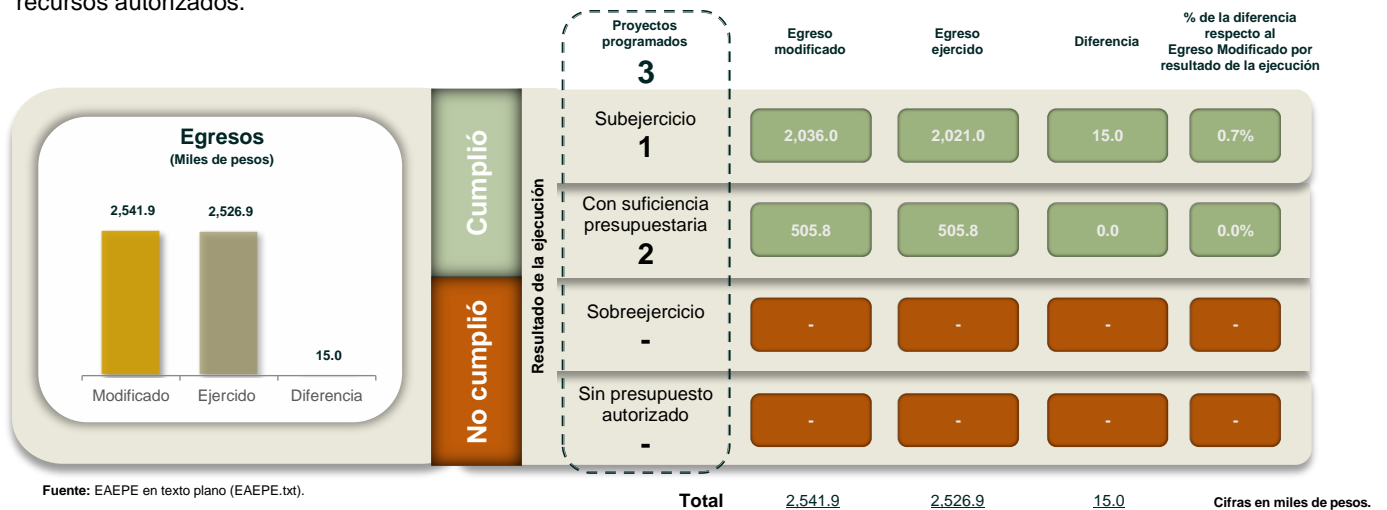 recursos autorizados.
Proyectos
programados
3
Egreso
modificado
Egreso
ejercido
Diferencia
% de la diferencia
respecto al
Egreso Modificado por
resultado de la ejecución
Egresos
(Miles de pesos)
2,541.9
2,526.9
15.0
Modificado
Ejercido
Diferencia
Cumplió
No cumplió
Resultado de la ejecución
Subejercicio
1
2,036.0
2,021.0
15.0
0.7%
Con suficiencia
presupuestaria
2
505.8
505.8
0.0
0.0%
Sobreejercicio
-
-
-
-
-
Sin presupuesto
autorizado
-
-
-
-
-
Fuente: EAEPE en texto plano (EAEPE.txt).
Total
2,541.9
2,526.9
15.0
Cifras en miles de pesos.